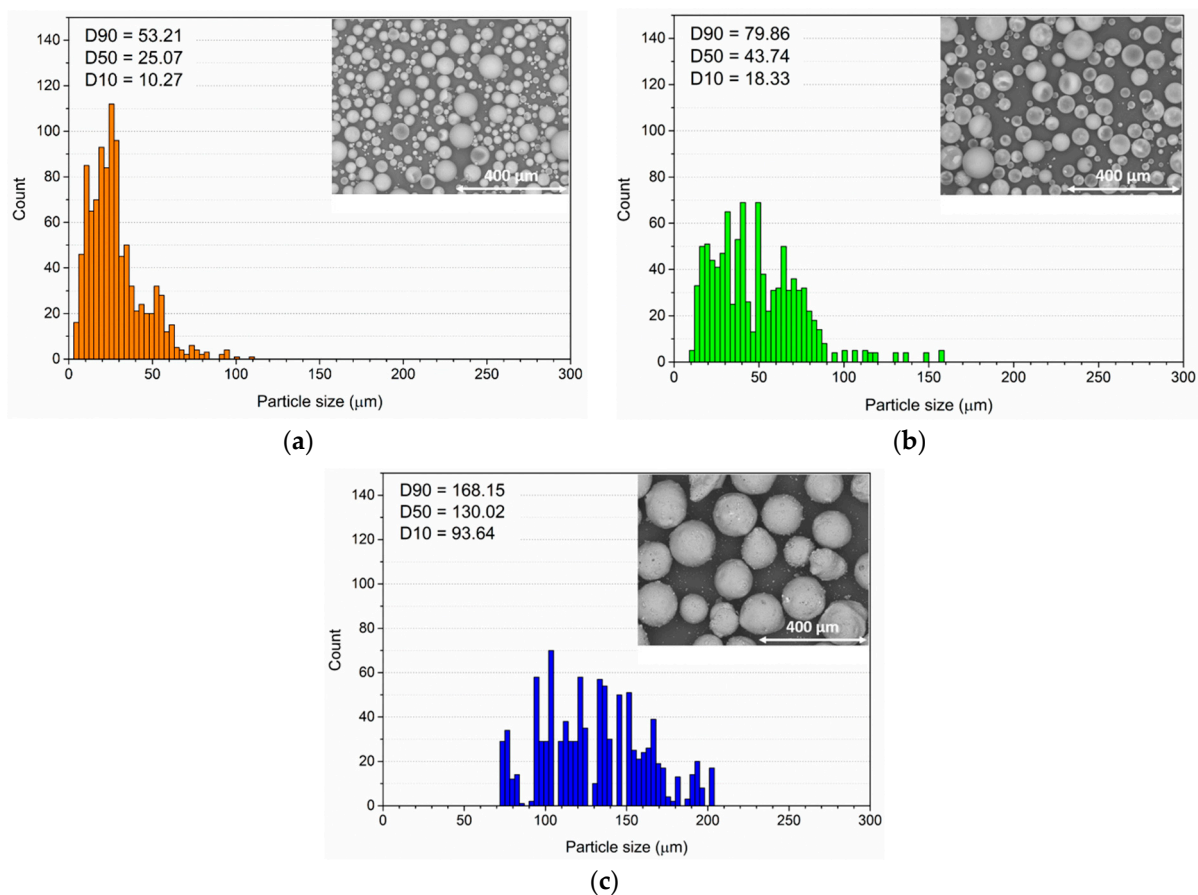 D90 = 53.21
D50 = 25.07
D10 = 10.27
400 µm
140
120
100
80
60
40
20
0
Count
0 50 100 150 200 250 300
Particle size (µm)
(a)
D90 = 79.86
D50 = 43.74
D10 = 18.33
400 µm
140
120
100
80
60
40
20
0
Count
0 50 100 150 200 250 300
Particle size (µm)
(b)
D90 = 168.15
D50 = 130.02
D10 = 93.64
400 µm
140
120
100
80
60
40
20
0
Count
0 50 100 150 200 250 300
Particle size (µm)
(c)